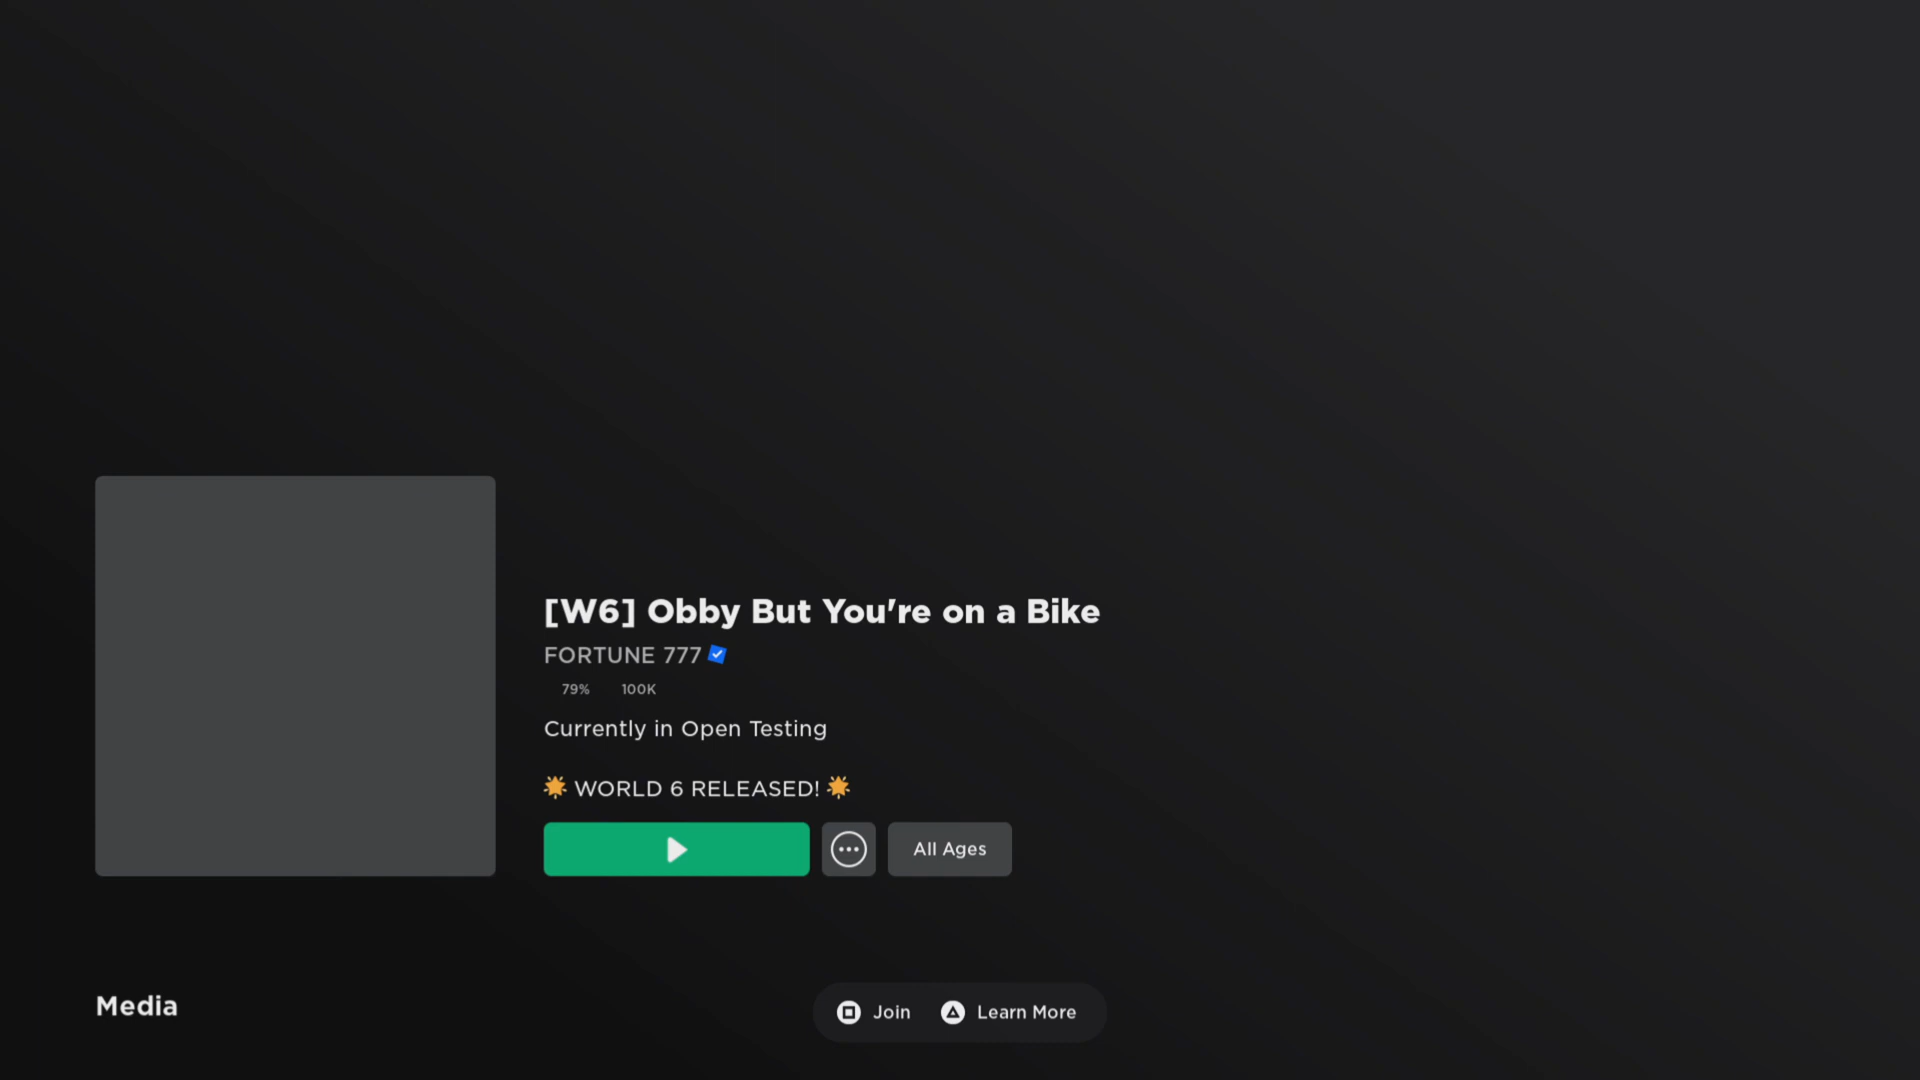 [W6] Obby But You're on a Bike
FORTUNE 777
79% 100K
Currently in Open Testing
🌟 WORLD 6 RELEASED! 🌟
All Ages
Media
Join Learn More